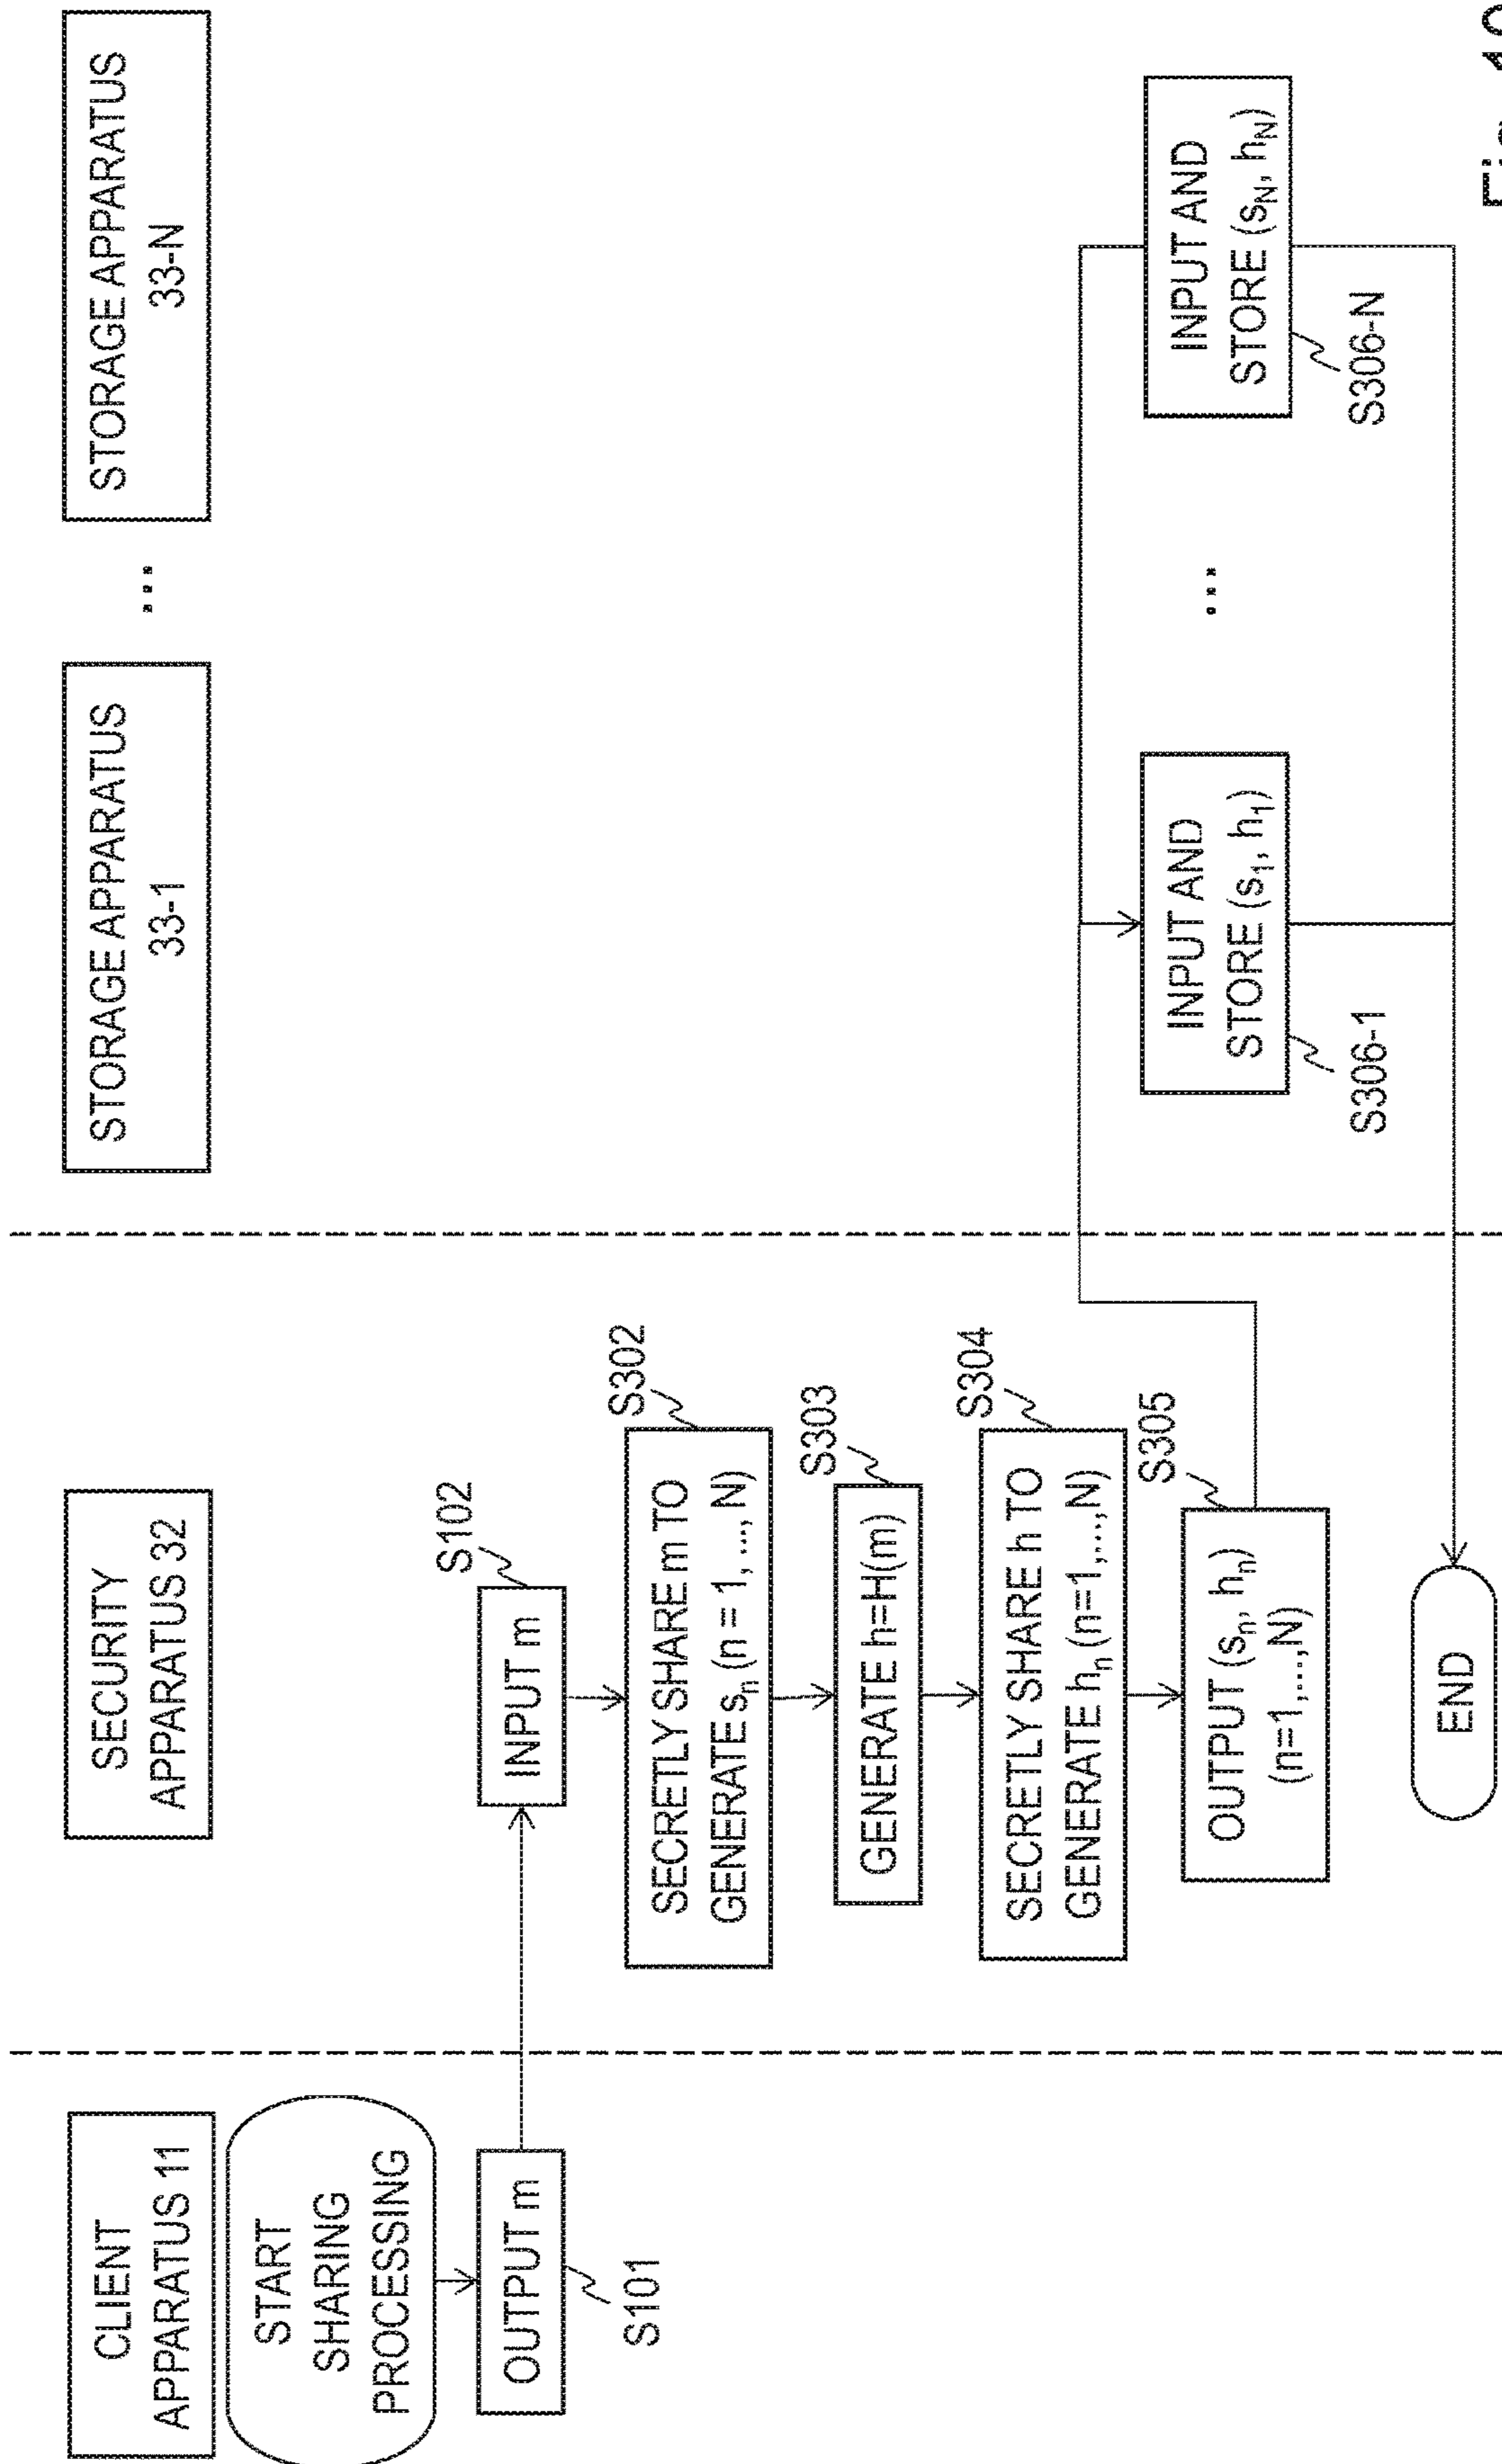 CLIENT
APPARATUS 11
SECURITY
APPARATUS 32
STORAGE APPARATUS
33-1
...
STORAGE APPARATUS
33-N
START
SHARING
PROCESSING
OUTPUT m
S101
INPUT m
S102
SECRETLY SHARE m TO
GENERATE sₙ (n = 1, ..., N)
S302
GENERATE h=H(m)
S303
SECRETLY SHARE h TO
GENERATE hₙ (n=1,...,N)
S304
OUTPUT (sₙ, hₙ)
(n=1,...,N)
S305
INPUT AND
STORE (s₁, h₁)
S306-1
...
INPUT AND
STORE (s_N, h_N)
S306-N
END